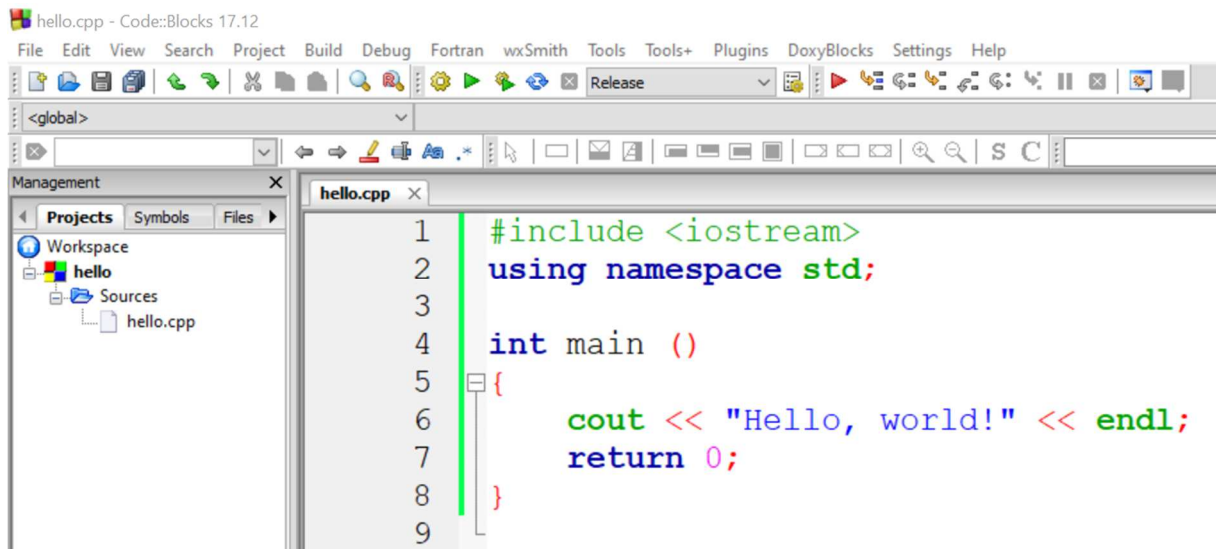 hello.cpp - Code::Blocks 17.12
File Edit View Search Project Build Debug Fortran wxSmith Tools Tools+ Plugins DoxyBlocks Settings Help
Release
<global>
Aa .* S C
Management
hello.cpp
Projects Symbols Files
Workspace
hello
Sources
hello.cpp
1 #include <iostream>
2 using namespace std;
3
4 int main ()
5 {
6 cout << "Hello, world!" << endl;
7 return 0;
8 }
9